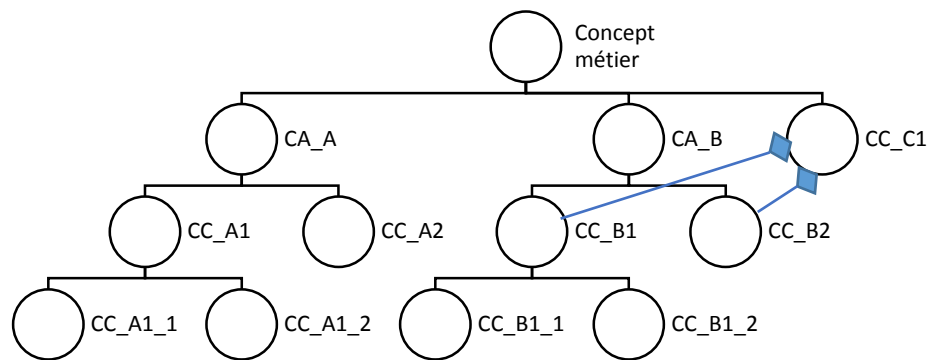 Concept
métier
CA_A
CA_B
CC_C1
CC_A1
CC_A2
CC_B1
CC_B2
CC_A1_1
CC_A1_2
CC_B1_1
CC_B1_2